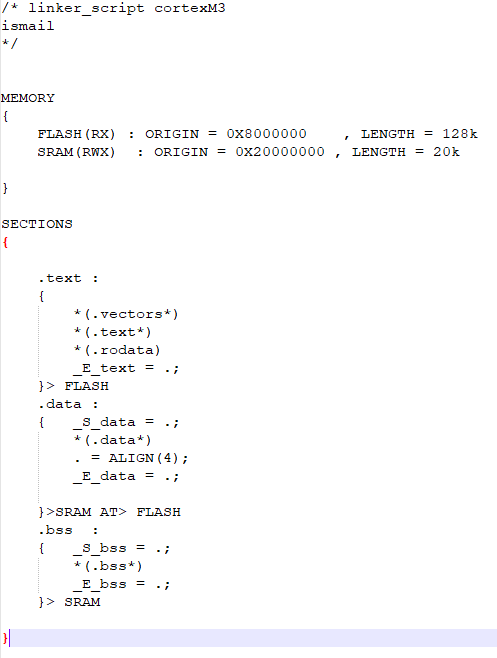 /* linker_script cortexM3
ismail
*/
MEMORY
{
FLASH(RX) : ORIGIN = 0X8000000 , LENGTH = 128k
SRAM(RWX) : ORIGIN = 0X20000000 , LENGTH = 20k
}
SECTIONS
{
.text :
{
*(.vectors*)
*(.text*)
*(.rodata)
_E_text = .;
}> FLASH
.data :
{ _S_data = .;
*(.data*)
. = ALIGN(4);
_E_data = .;
}>SRAM AT> FLASH
.bss :
{ _S_bss = .;
*(.bss*)
_E_bss = .;
}> SRAM
}